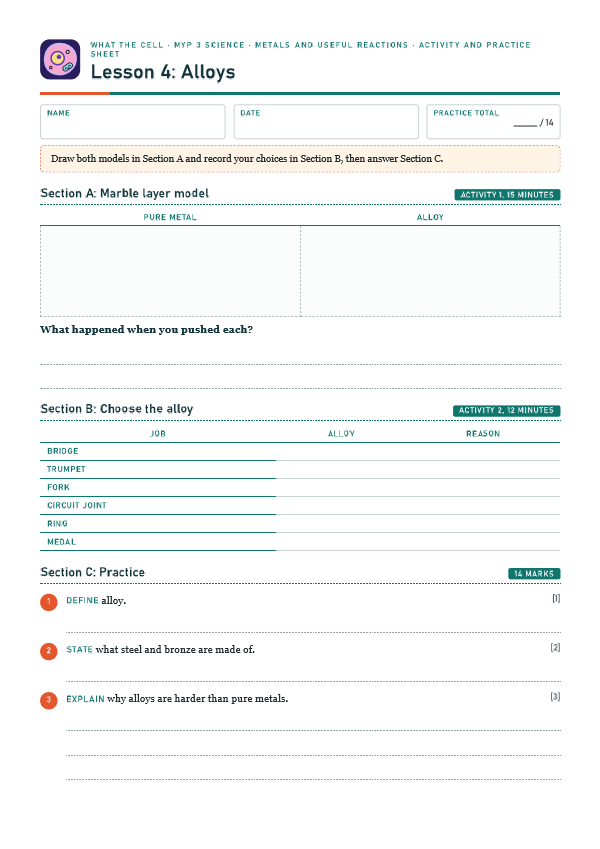 WHAT THE CELL · MYP 3 SCIENCE · METALS AND USEFUL REACTIONS · ACTIVITY AND PRACTICE
SHEET
Lesson 4: Alloys
NAME
DATE
PRACTICE TOTAL
_____ / 14
Draw both models in Section A and record your choices in Section B, then answer Section C.
Section A: Marble layer model
ACTIVITY 1, 15 MINUTES
PURE METAL
ALLOY
What happened when you pushed each?
Section B: Choose the alloy
ACTIVITY 2, 12 MINUTES
JOB
ALLOY
REASON
BRIDGE
TRUMPET
FORK
CIRCUIT JOINT
RING
MEDAL
Section C: Practice
14 MARKS
1 DEFINE alloy. [1]
2 STATE what steel and bronze are made of. [2]
3 EXPLAIN why alloys are harder than pure metals. [3]